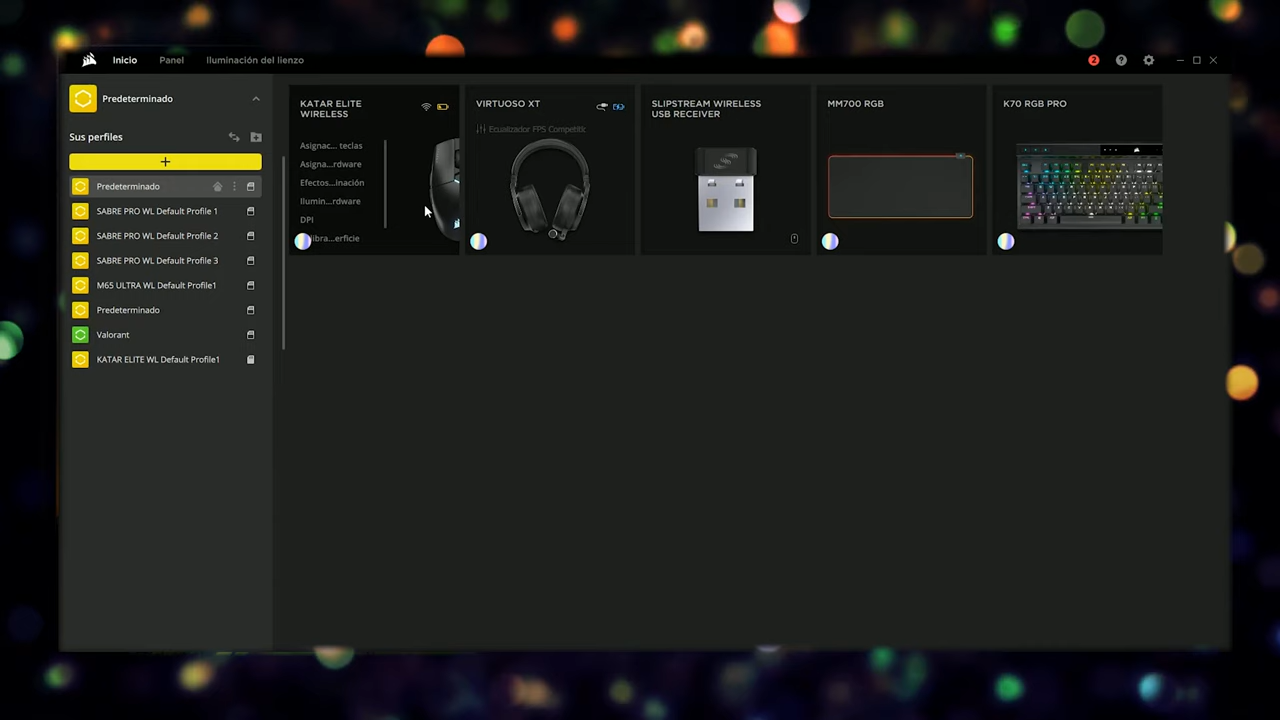 Inicio Panel Iluminación del lienzo 2
Predeterminado
Sus perfiles
Predeterminado
SABRE PRO WL Default Profile 1
SABRE PRO WL Default Profile 2
SABRE PRO WL Default Profile 3
M65 ULTRA WL Default Profile1
Predeterminado
Valorant
KATAR ELITE WL Default Profile1
KATAR ELITE
WIRELESS
Asignac... teclas
Asigna...rdware
Efectos...inación
Ilumin...rdware
DPI
libra...erficie
VIRTUOSO XT
Ecualizador FPS Competitic
SLIPSTREAM WIRELESS
USB RECEIVER
MM700 RGB
K70 RGB PRO